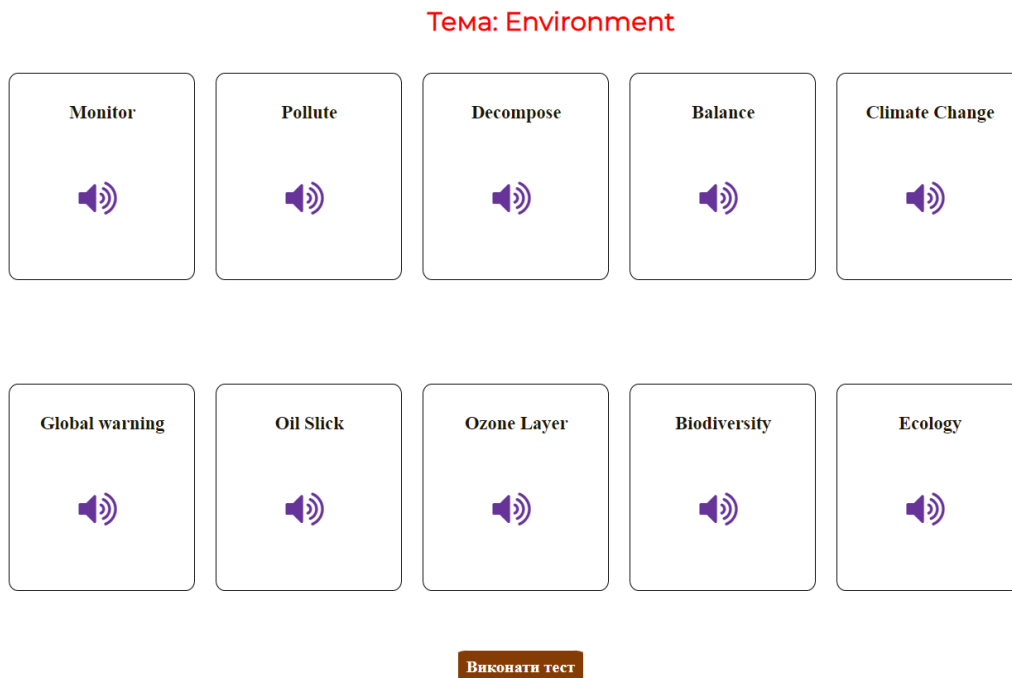 Тема: Environment
Monitor
Pollute
Decompose
Balance
Climate Change
Global warning
Oil Slick
Ozone Layer
Biodiversity
Ecology
Виконати тест